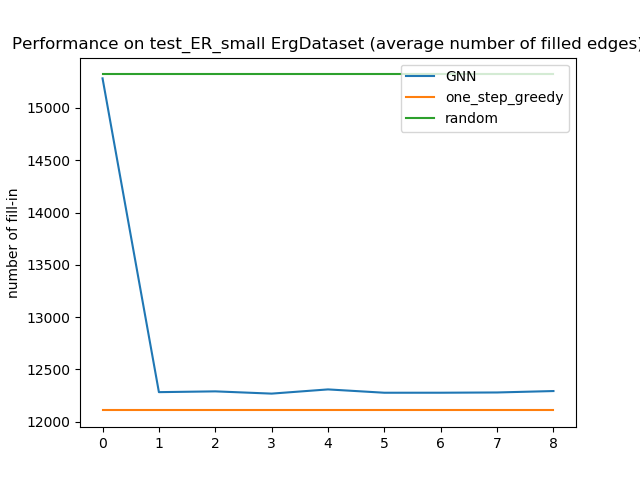 Performance on test_ER_small ErgDataset (average number of filled edges)
GNN
one_step_greedy
random
number of fill-in
15000
14500
14000
13500
13000
12500
12000
0 1 2 3 4 5 6 7 8